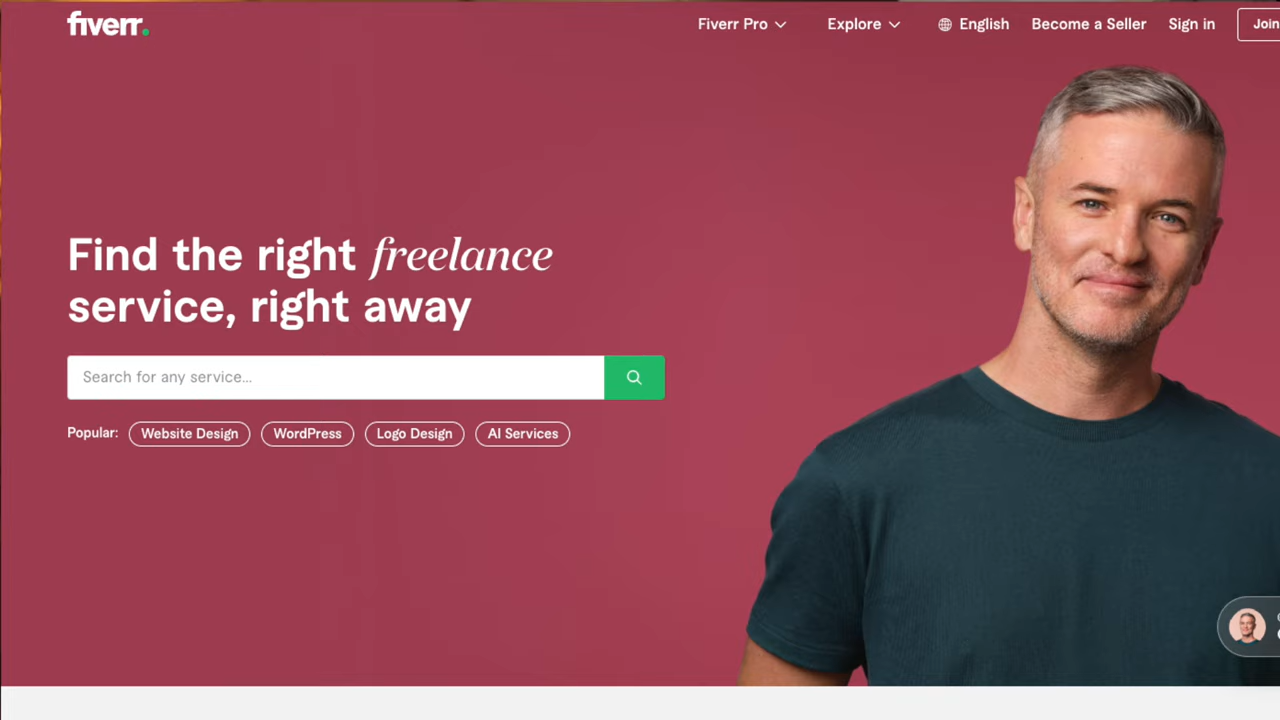 fiverr.
Fiverr Pro
Explore
English
Become a Seller
Sign in
Join
Find the right freelance
service, right away
Search for any service...
Popular:
Website Design
WordPress
Logo Design
AI Services